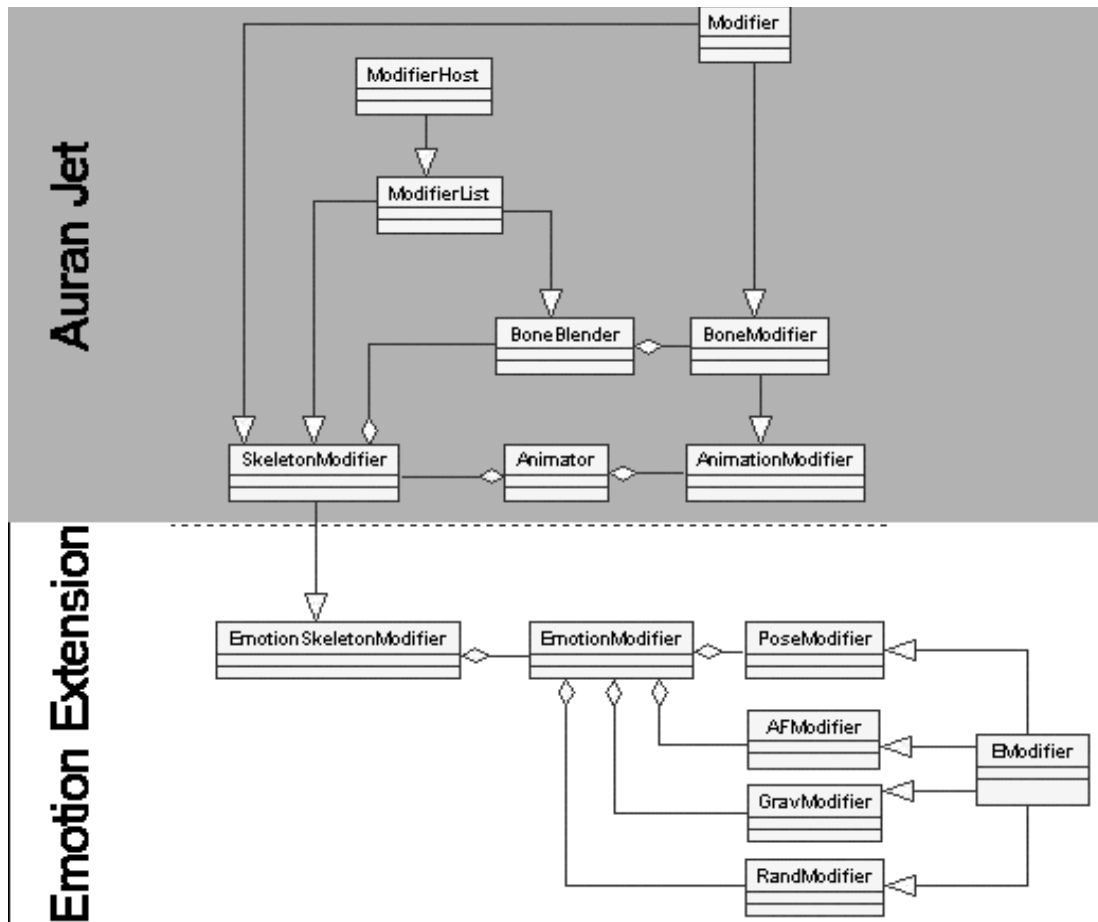 Auran Jet
Modifier
ModifierHost
ModifierList
BoneBlender
BoneModifier
SkeletonModifier
Animator
AnimationModifier
Emotion Extension
EmotionSkeletonModifier
EmotionModifier
PoseModifier
AFModifier
EModifier
GravModifier
RandModifier